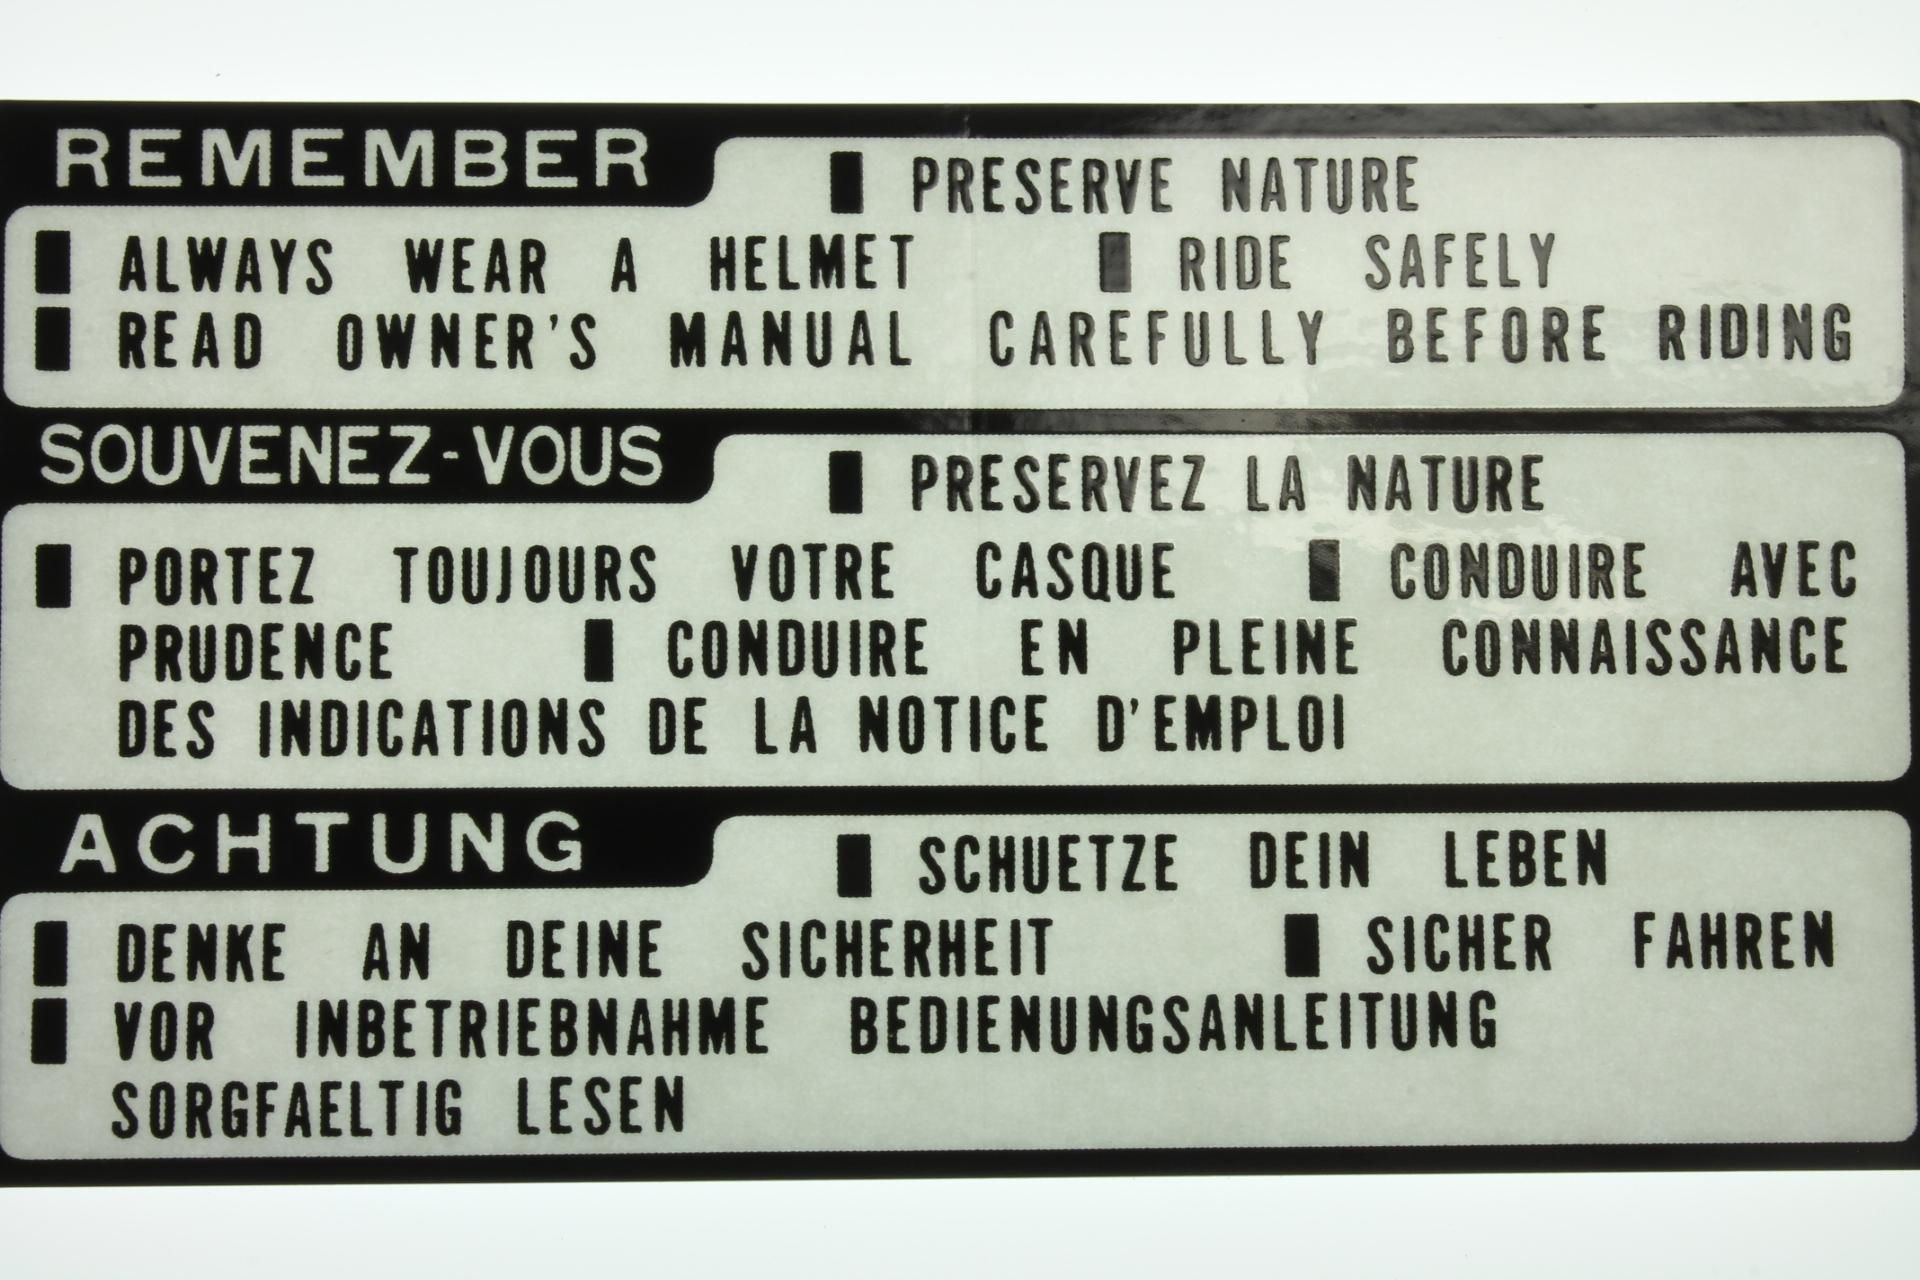 REMEMBER
■ PRESERVE NATURE
■ ALWAYS WEAR A HELMET ■ RIDE SAFELY
■ READ OWNER'S MANUAL CAREFULLY BEFORE RIDING
SOUVENEZ-VOUS
■ PRESERVEZ LA NATURE
■ PORTEZ TOUJOURS VOTRE CASQUE ■ CONDUIRE AVEC
PRUDENCE ■ CONDUIRE EN PLEINE CONNAISSANCE
DES INDICATIONS DE LA NOTICE D'EMPLOI
ACHTUNG
■ SCHUETZE DEIN LEBEN
■ DENKE AN DEINE SICHERHEIT ■ SICHER FAHREN
■ VOR INBETRIEBNAHME BEDIENUNGSANLEITUNG
SORGFAELTIG LESEN